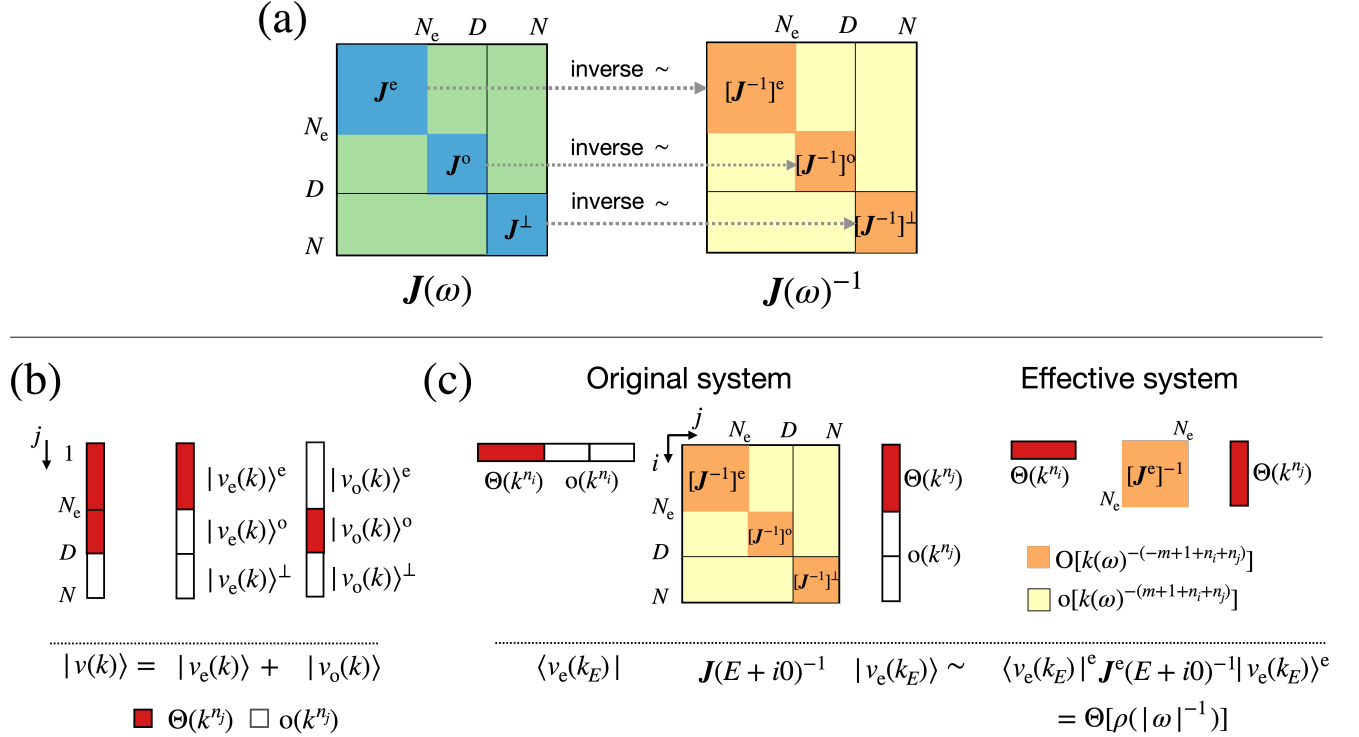 (a)
N_e D N
N_e D N
J^e
inverse ~
[J^{-1}]^e
N_e
J^o
inverse ~
[J^{-1}]^o
D
J^⊥
inverse ~
[J^{-1}]^⊥
N
J(ω)
J(ω)^{-1}
(b)
j
1
N_e
D
N
|v_e(k)⟩^e
|v_e(k)⟩^o
|v_e(k)⟩^⊥
|v_o(k)⟩^e
|v_o(k)⟩^o
|v_o(k)⟩^⊥
|v(k)⟩ = |v_e(k)⟩ + |v_o(k)⟩
Θ(k^{n_j}) o(k^{n_j})
(c)
Original system
Effective system
j
N_e D N
i
Θ(k^{n_i}) o(k^{n_i})
N_e
D
N
[J^{-1}]^e
[J^{-1}]^o
[J^{-1}]^⊥
Θ(k^{n_j})
o(k^{n_j})
N_e
Θ(k^{n_i})
[J^e]^{-1}
N_e
Θ(k^{n_j})
O[k(ω)^{-(-m+1+n_i+n_j)}]
o[k(ω)^{-(m+1+n_i+n_j)}]
⟨v_e(k_E)| J(E + i0)^{-1} |v_e(k_E)⟩ ~ ⟨v_e(k_E)|^e J^e(E + i0)^{-1}|v_e(k_E)⟩^e
= Θ[ρ(|ω|^{-1})]